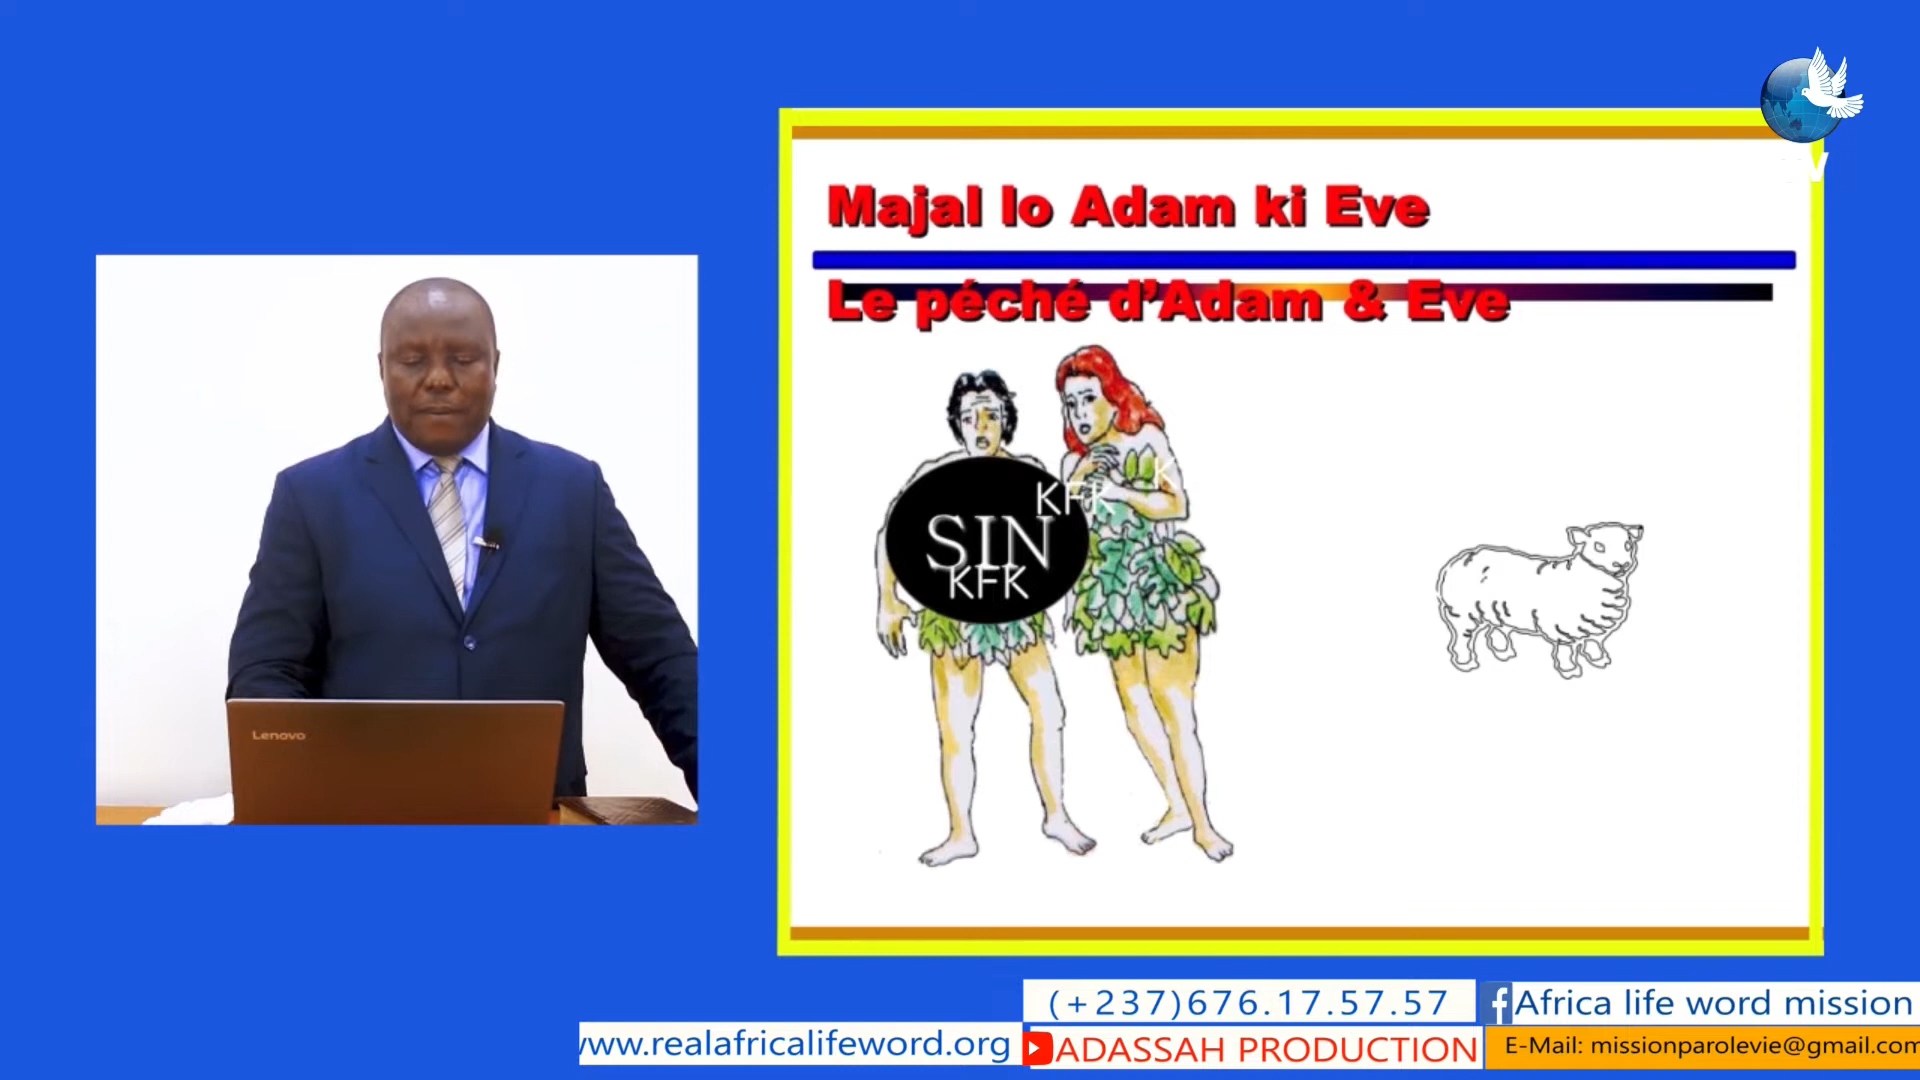 Majal lo Adam ki Eve
Le péché d'Adam & Eve
K
KFK
SIN
KFK
Lenovo
(+237)676.17.57.57
Africa life word mission
www.realafricalifeword.org
ADASSAH PRODUCTION
E-Mail: missionparolevie@gmail.com